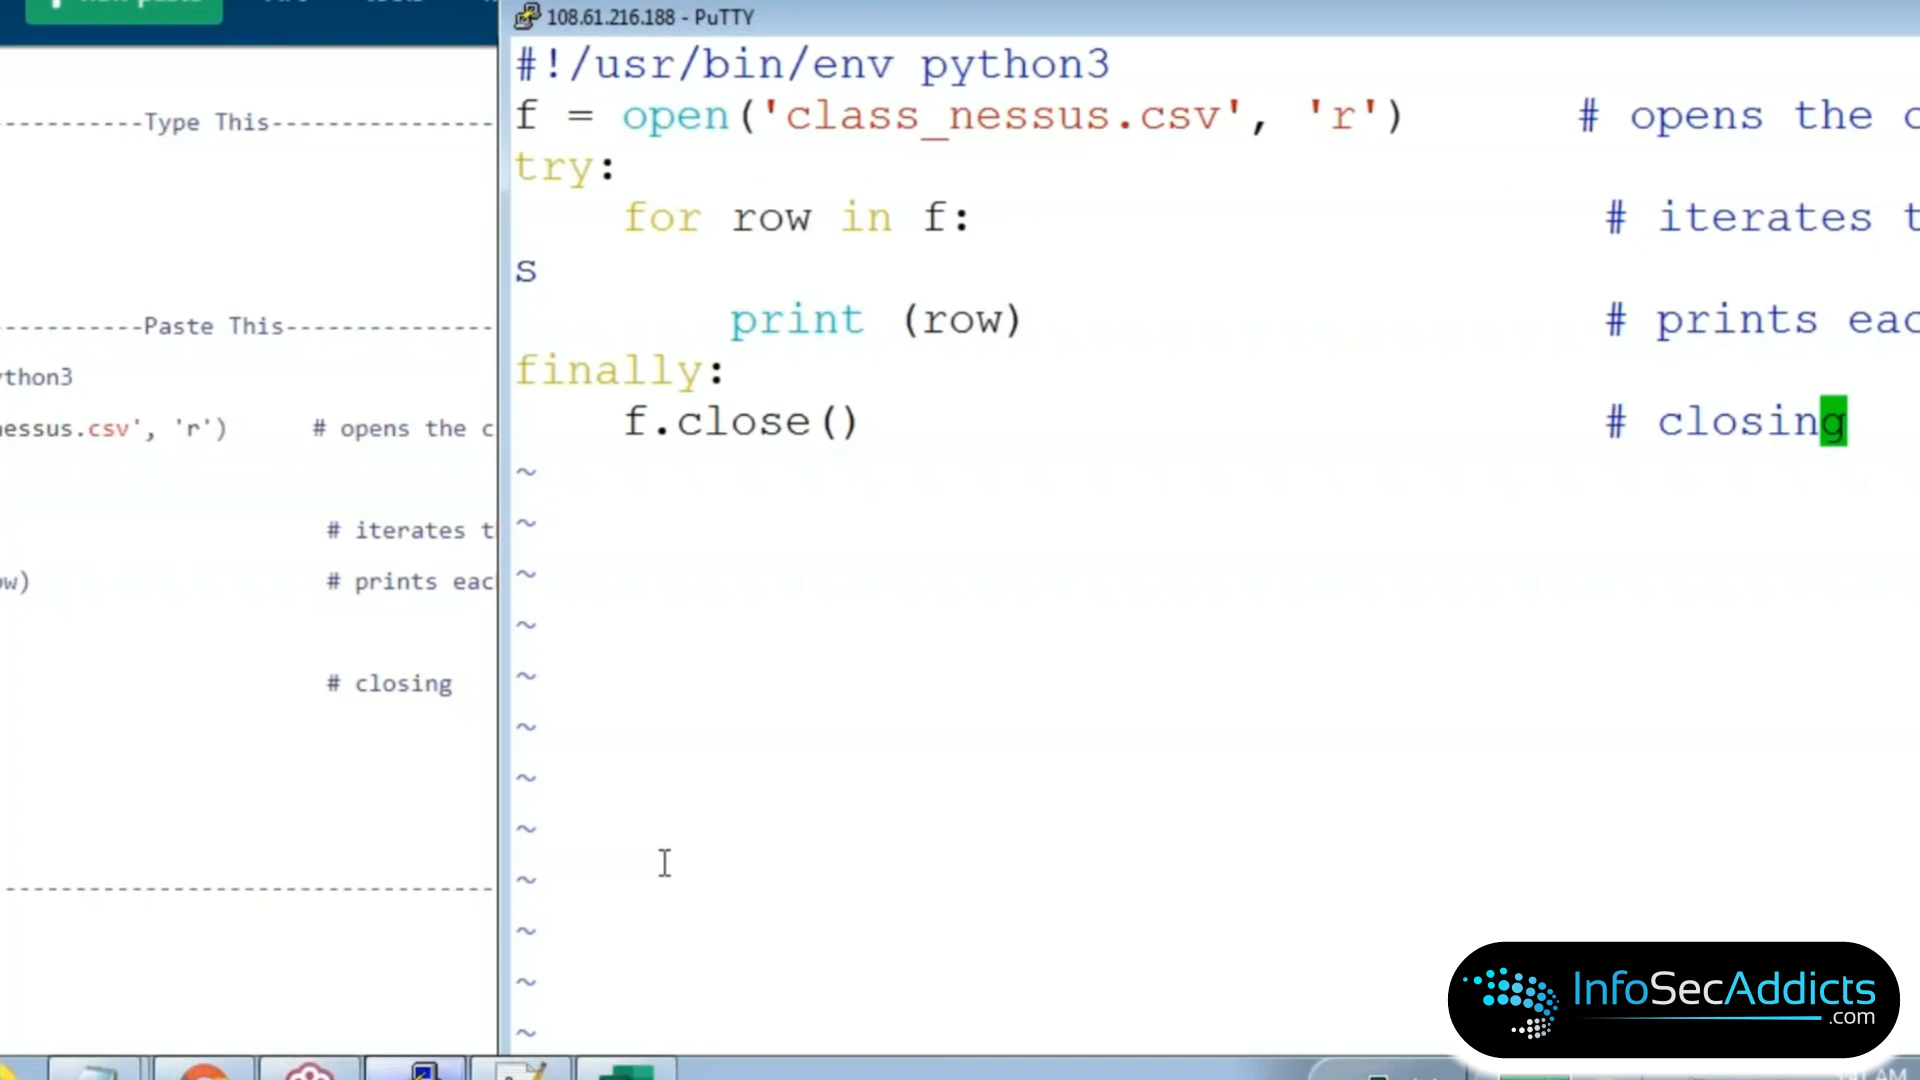 108.61.216.188 - PuTTY
----------Type This----------------
----------Paste This---------------
ython3
essus.csv', 'r') # opens the c
# iterates t
ow) # prints eac
# closing
----------------------------------
#!/usr/bin/env python3
f = open('class_nessus.csv', 'r') # opens the c
try:
for row in f: # iterates t
s
print (row) # prints eac
finally:
f.close() # closing
~
~
~
~
~
~
~
~
~
~
~
~
InfoSecAddicts
.com